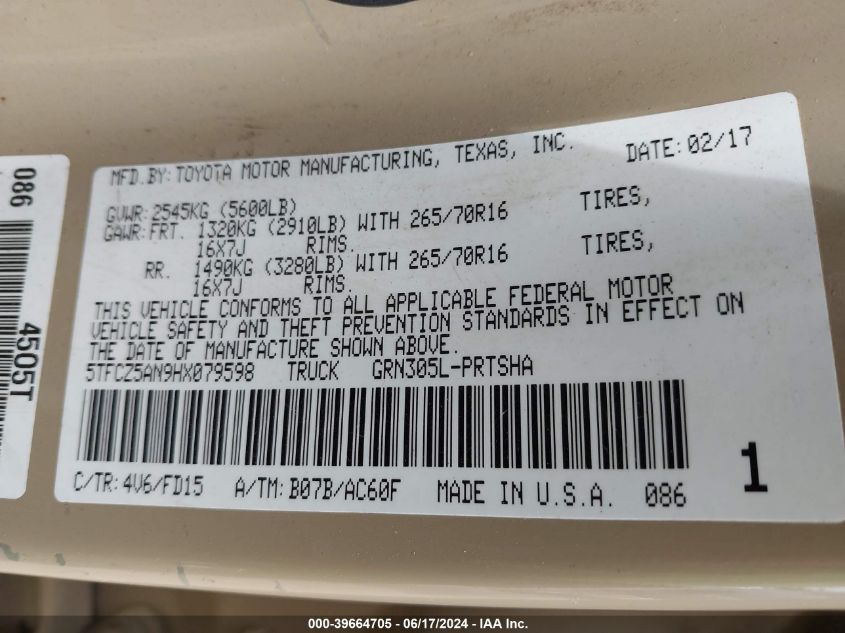 MFD.BY:TOYOTA MOTOR MANUFACTURING, TEXAS, INC. DATE:02/17
GVWR:2545KG (5600LB)
GAWR:FRT. 1320KG (2910LB) WITH 265/70R16 TIRES,
16X7J RIMS.
RR. 1490KG (3280LB) WITH 265/70R16 TIRES,
16X7J RIMS.
THIS VEHICLE CONFORMS TO ALL APPLICABLE FEDERAL MOTOR
VEHICLE SAFETY AND THEFT PREVENTION STANDARDS IN EFFECT ON
THE DATE OF MANUFACTURE SHOWN ABOVE.
5TFCZ5AN9HX079598 TRUCK GRN305L-PRTSHA
C/TR:4V6/FD15 A/TM:B07B/AC60F MADE IN U.S.A. 086
1
086
4505T
000-39664705 - 06/17/2024 - IAA Inc.